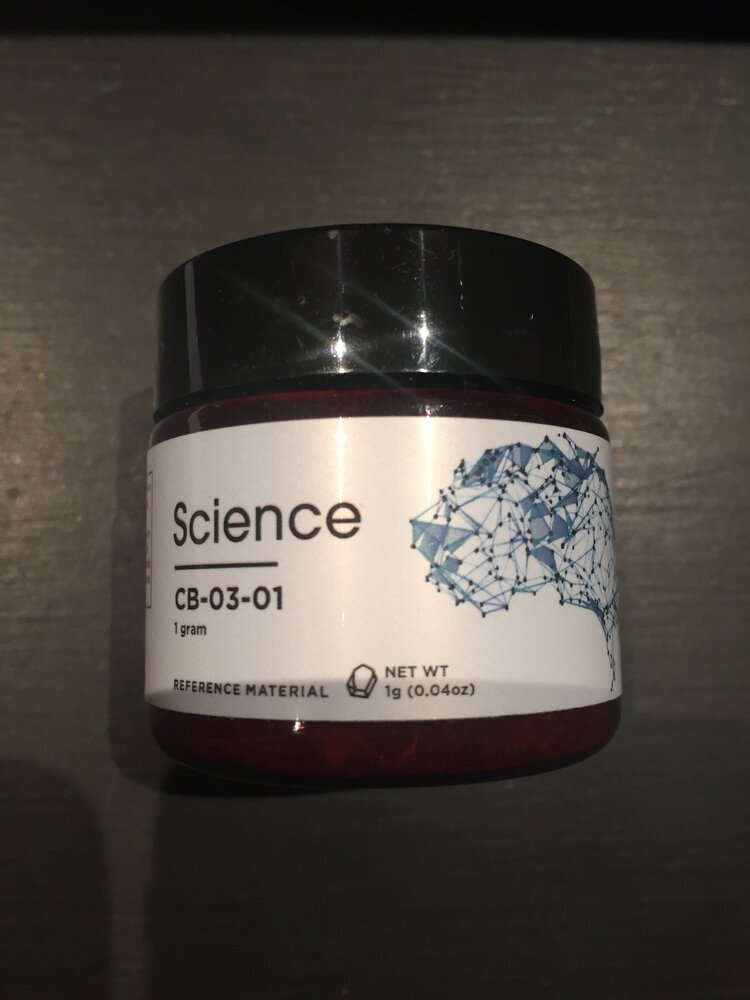 Science
CB-03-01
1 gram
REFERENCE MATERIAL
NET WT
1g (0.04oz)